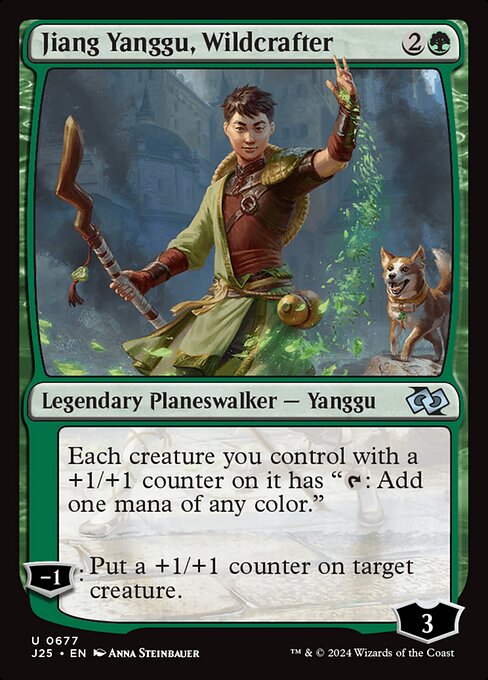 Jiang Yanggu, Wildcrafter 2
Legendary Planeswalker — Yanggu
Each creature you control with a
+1/+1 counter on it has “: Add
one mana of any color.”
-1: Put a +1/+1 counter on target
creature.
3
U 0677
J25 • EN Anna Steinbauer
™ & © 2024 Wizards of the Coast